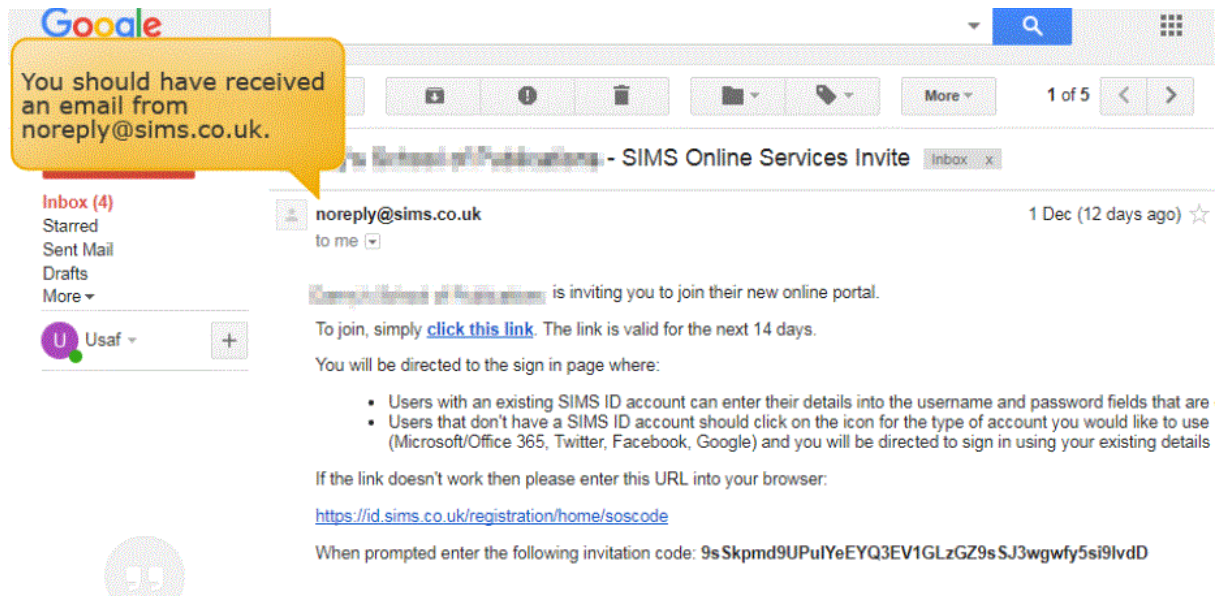 Google
You should have received
an email from
noreply@sims.co.uk.
More
1 of 5
- SIMS Online Services Invite
Inbox x
Inbox (4)
Starred
Sent Mail
Drafts
More
U
Usaf
+
noreply@sims.co.uk
1 Dec (12 days ago)
to me
is inviting you to join their new online portal.
To join, simply click this link. The link is valid for the next 14 days.
You will be directed to the sign in page where:
• Users with an existing SIMS ID account can enter their details into the username and password fields that are
• Users that don't have a SIMS ID account should click on the icon for the type of account you would like to use
(Microsoft/Office 365, Twitter, Facebook, Google) and you will be directed to sign in using your existing details
If the link doesn't work then please enter this URL into your browser:
https://id.sims.co.uk/registration/home/soscode
When prompted enter the following invitation code: 9sSkpmd9UPulYeEYQ3EV1GLzGZ9sSJ3wgwfy5si9lvdD